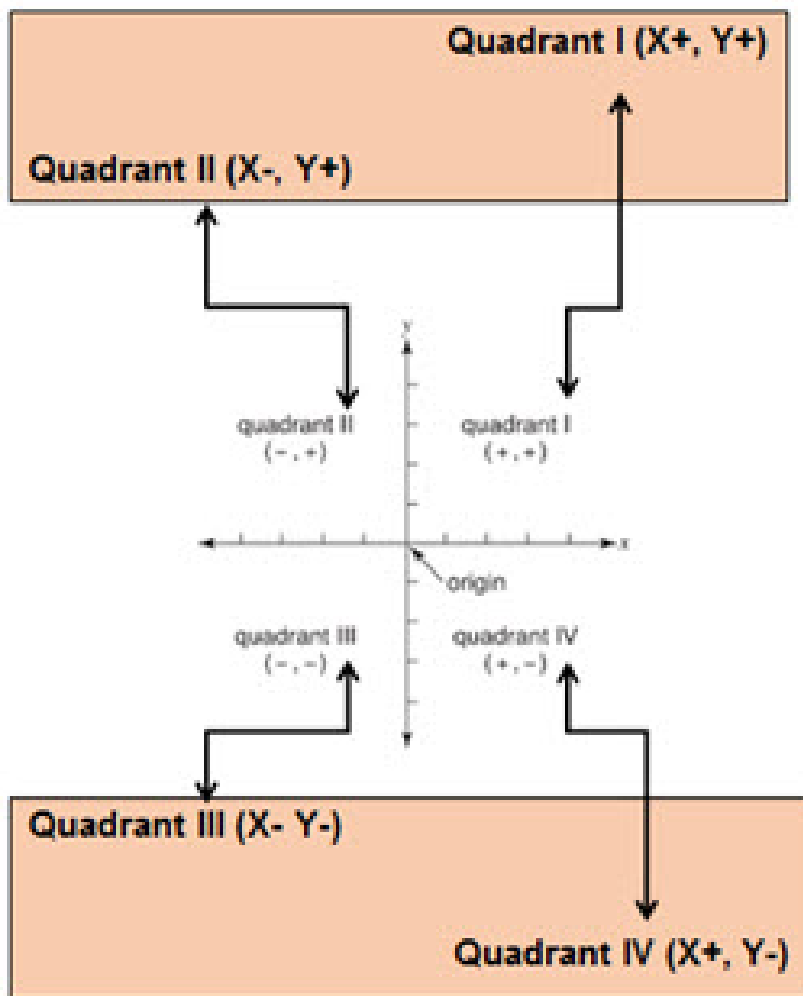 Quadrant I (X+, Y+)
Quadrant II (X-, Y+)
Y
quadrant II
(-,+)
quadrant I
(+,+)
X
origin
quadrant III
(-,-)
quadrant IV
(+,-)
Quadrant III (X- Y-)
Quadrant IV (X+, Y-)